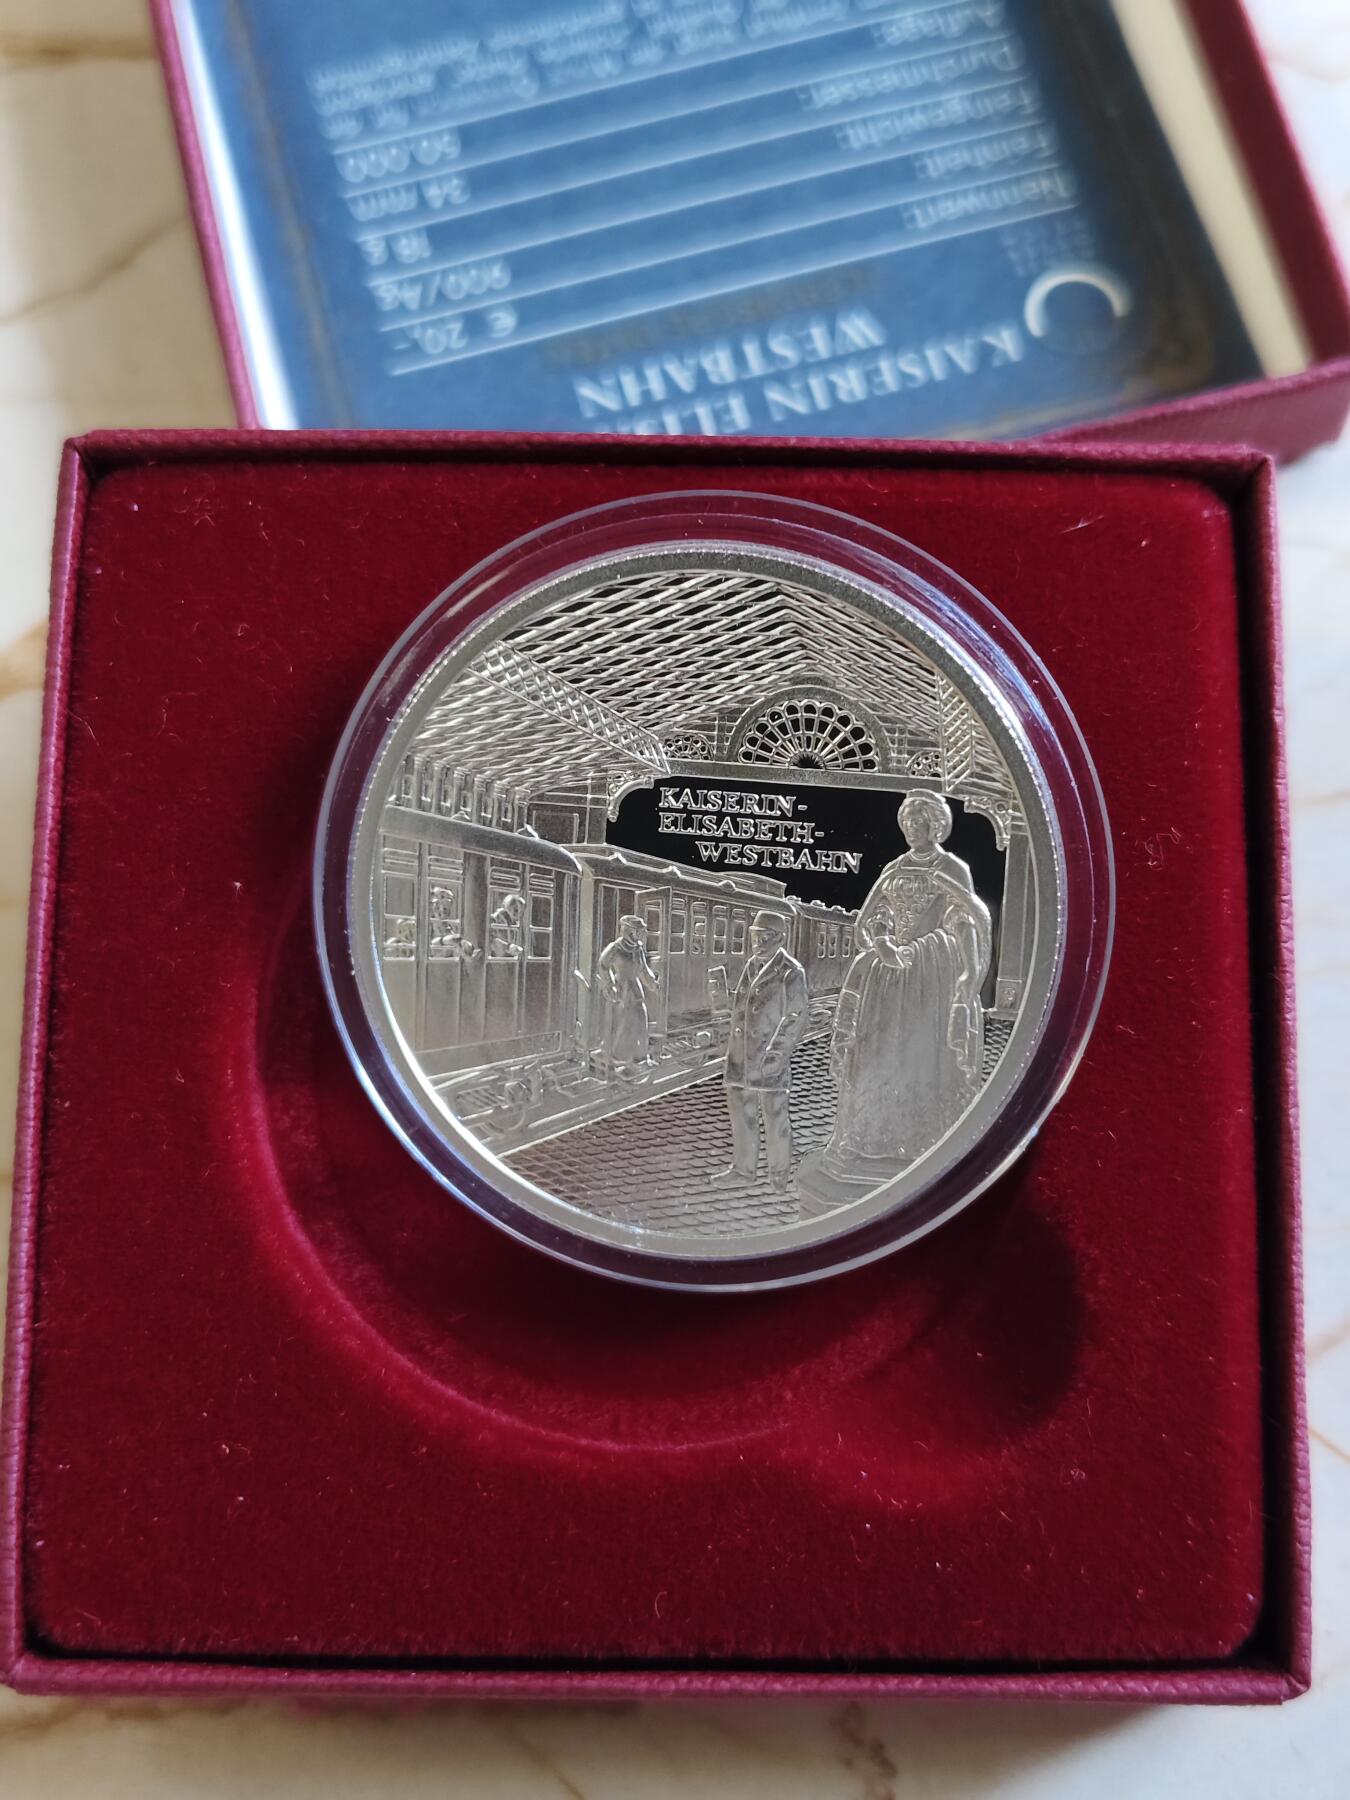 KAISERIN ELIS
WESTBAHN
Nennwert: € 20,-
Feinheit: 900/Ag
Feingewicht: 18 g
Durchmesser: 34 mm
Auflage: 50.000
KAISERIN-
ELISABETH-
WESTBAHN